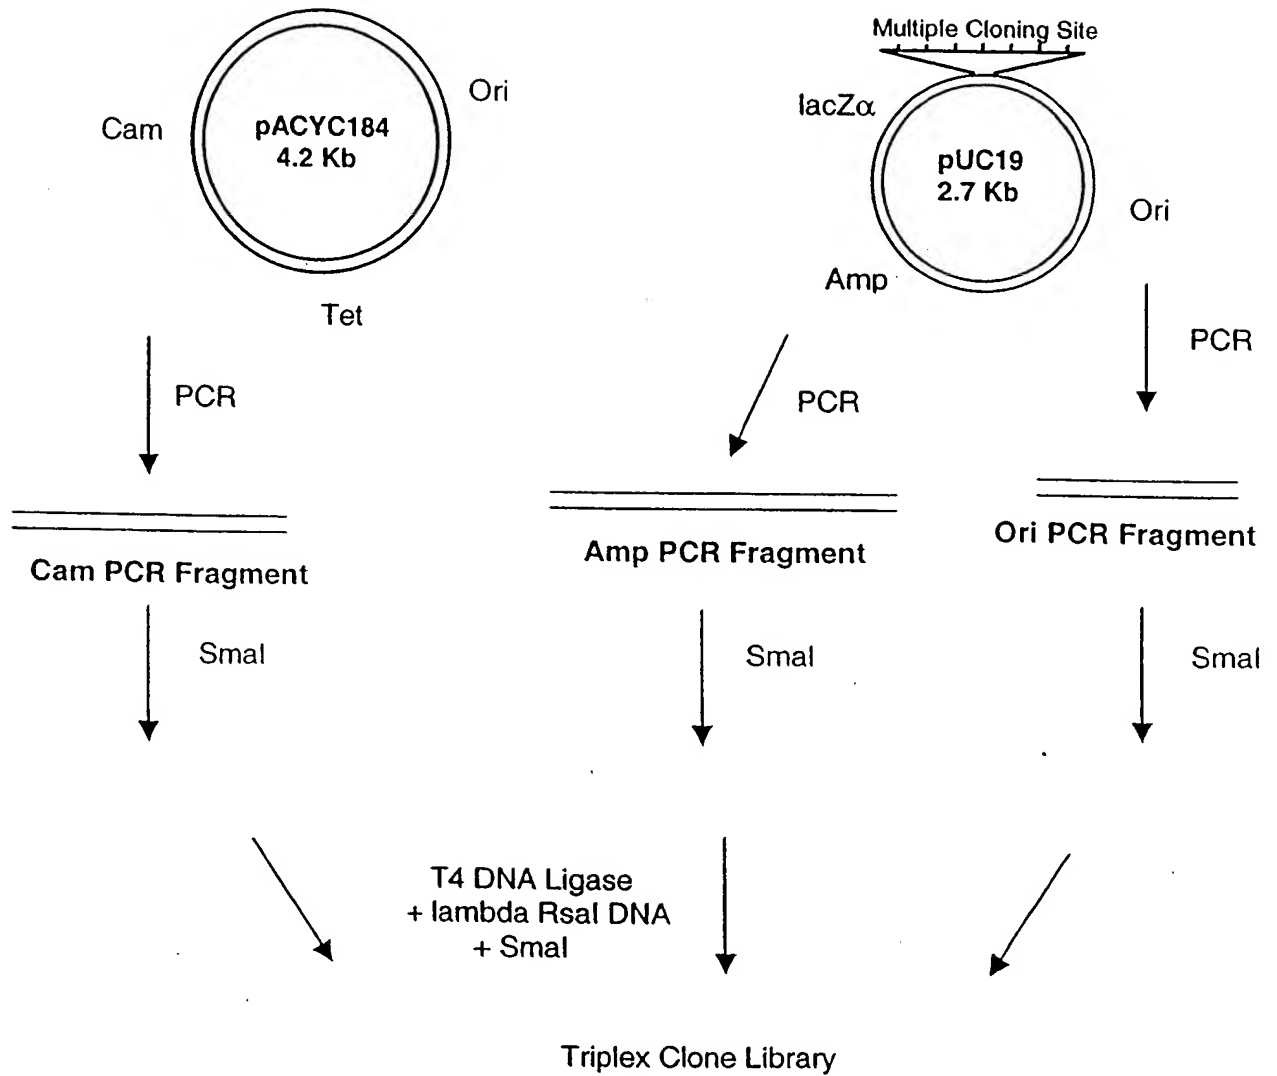 Multiple Cloning Site
Ori
lacZα
Cam
pACYC184
4.2 Kb
pUC19
2.7 Kb
Ori
Amp
Tet
PCR
PCR
PCR
Cam PCR Fragment
Amp PCR Fragment
Ori PCR Fragment
SmaI
SmaI
SmaI
T4 DNA Ligase
+ lambda RsaI DNA
+ SmaI
Triplex Clone Library